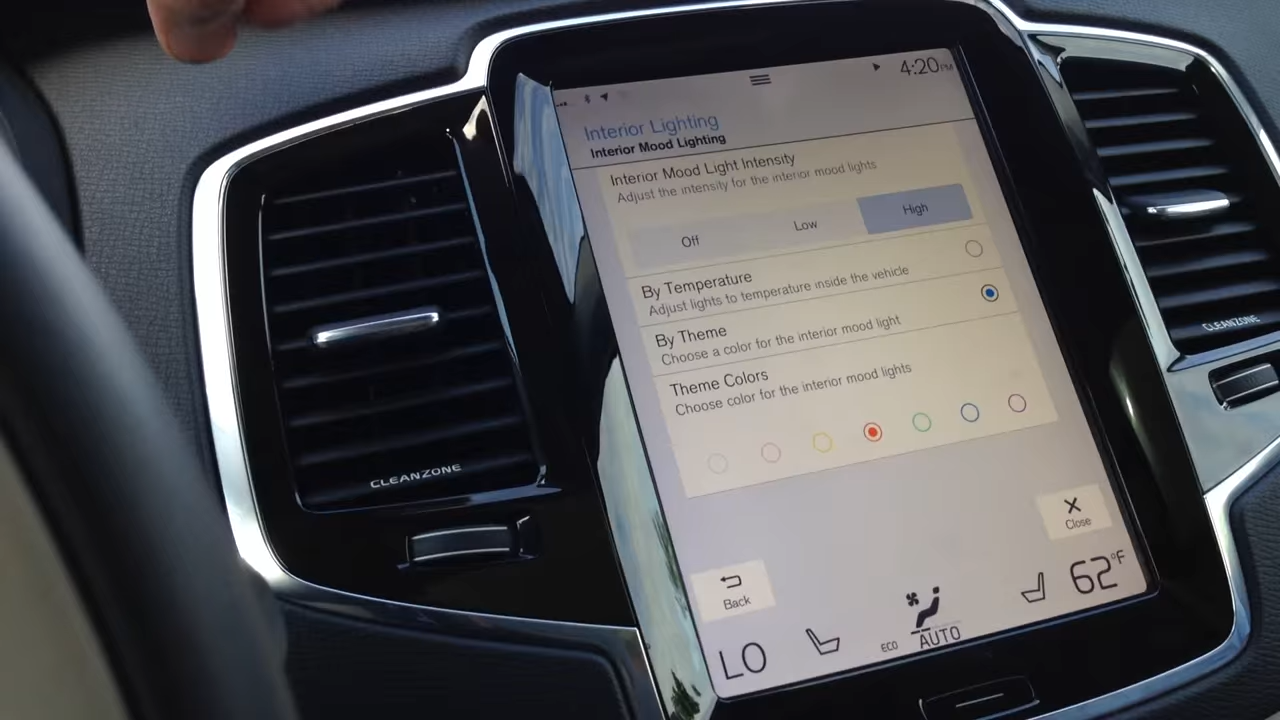 4:20PM
Interior Lighting
Interior Mood Lighting
Interior Mood Light Intensity
Adjust the intensity for the interior mood lights
Off Low High
By Temperature
Adjust lights to temperature inside the vehicle
By Theme
Choose a color for the interior mood light
Theme Colors
Choose color for the interior mood lights
Close
Back
LO ECO AUTO 62°F
CLEANZONE
CLEANZONE